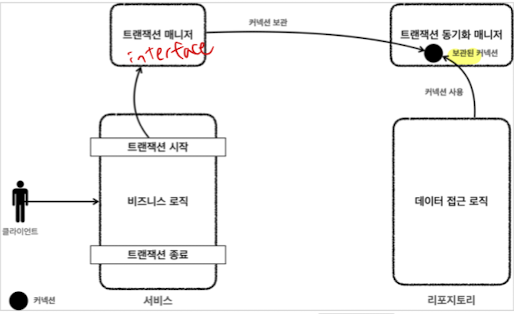 트랜잭션 매니저
interface
커넥션 보관
트랜잭션 동기화 매니저
보관된 커넥션
커넥션 사용
트랜잭션 시작
비즈니스 로직
트랜잭션 종료
데이터 접근 로직
클라이언트
커넥션
서비스
리포지토리